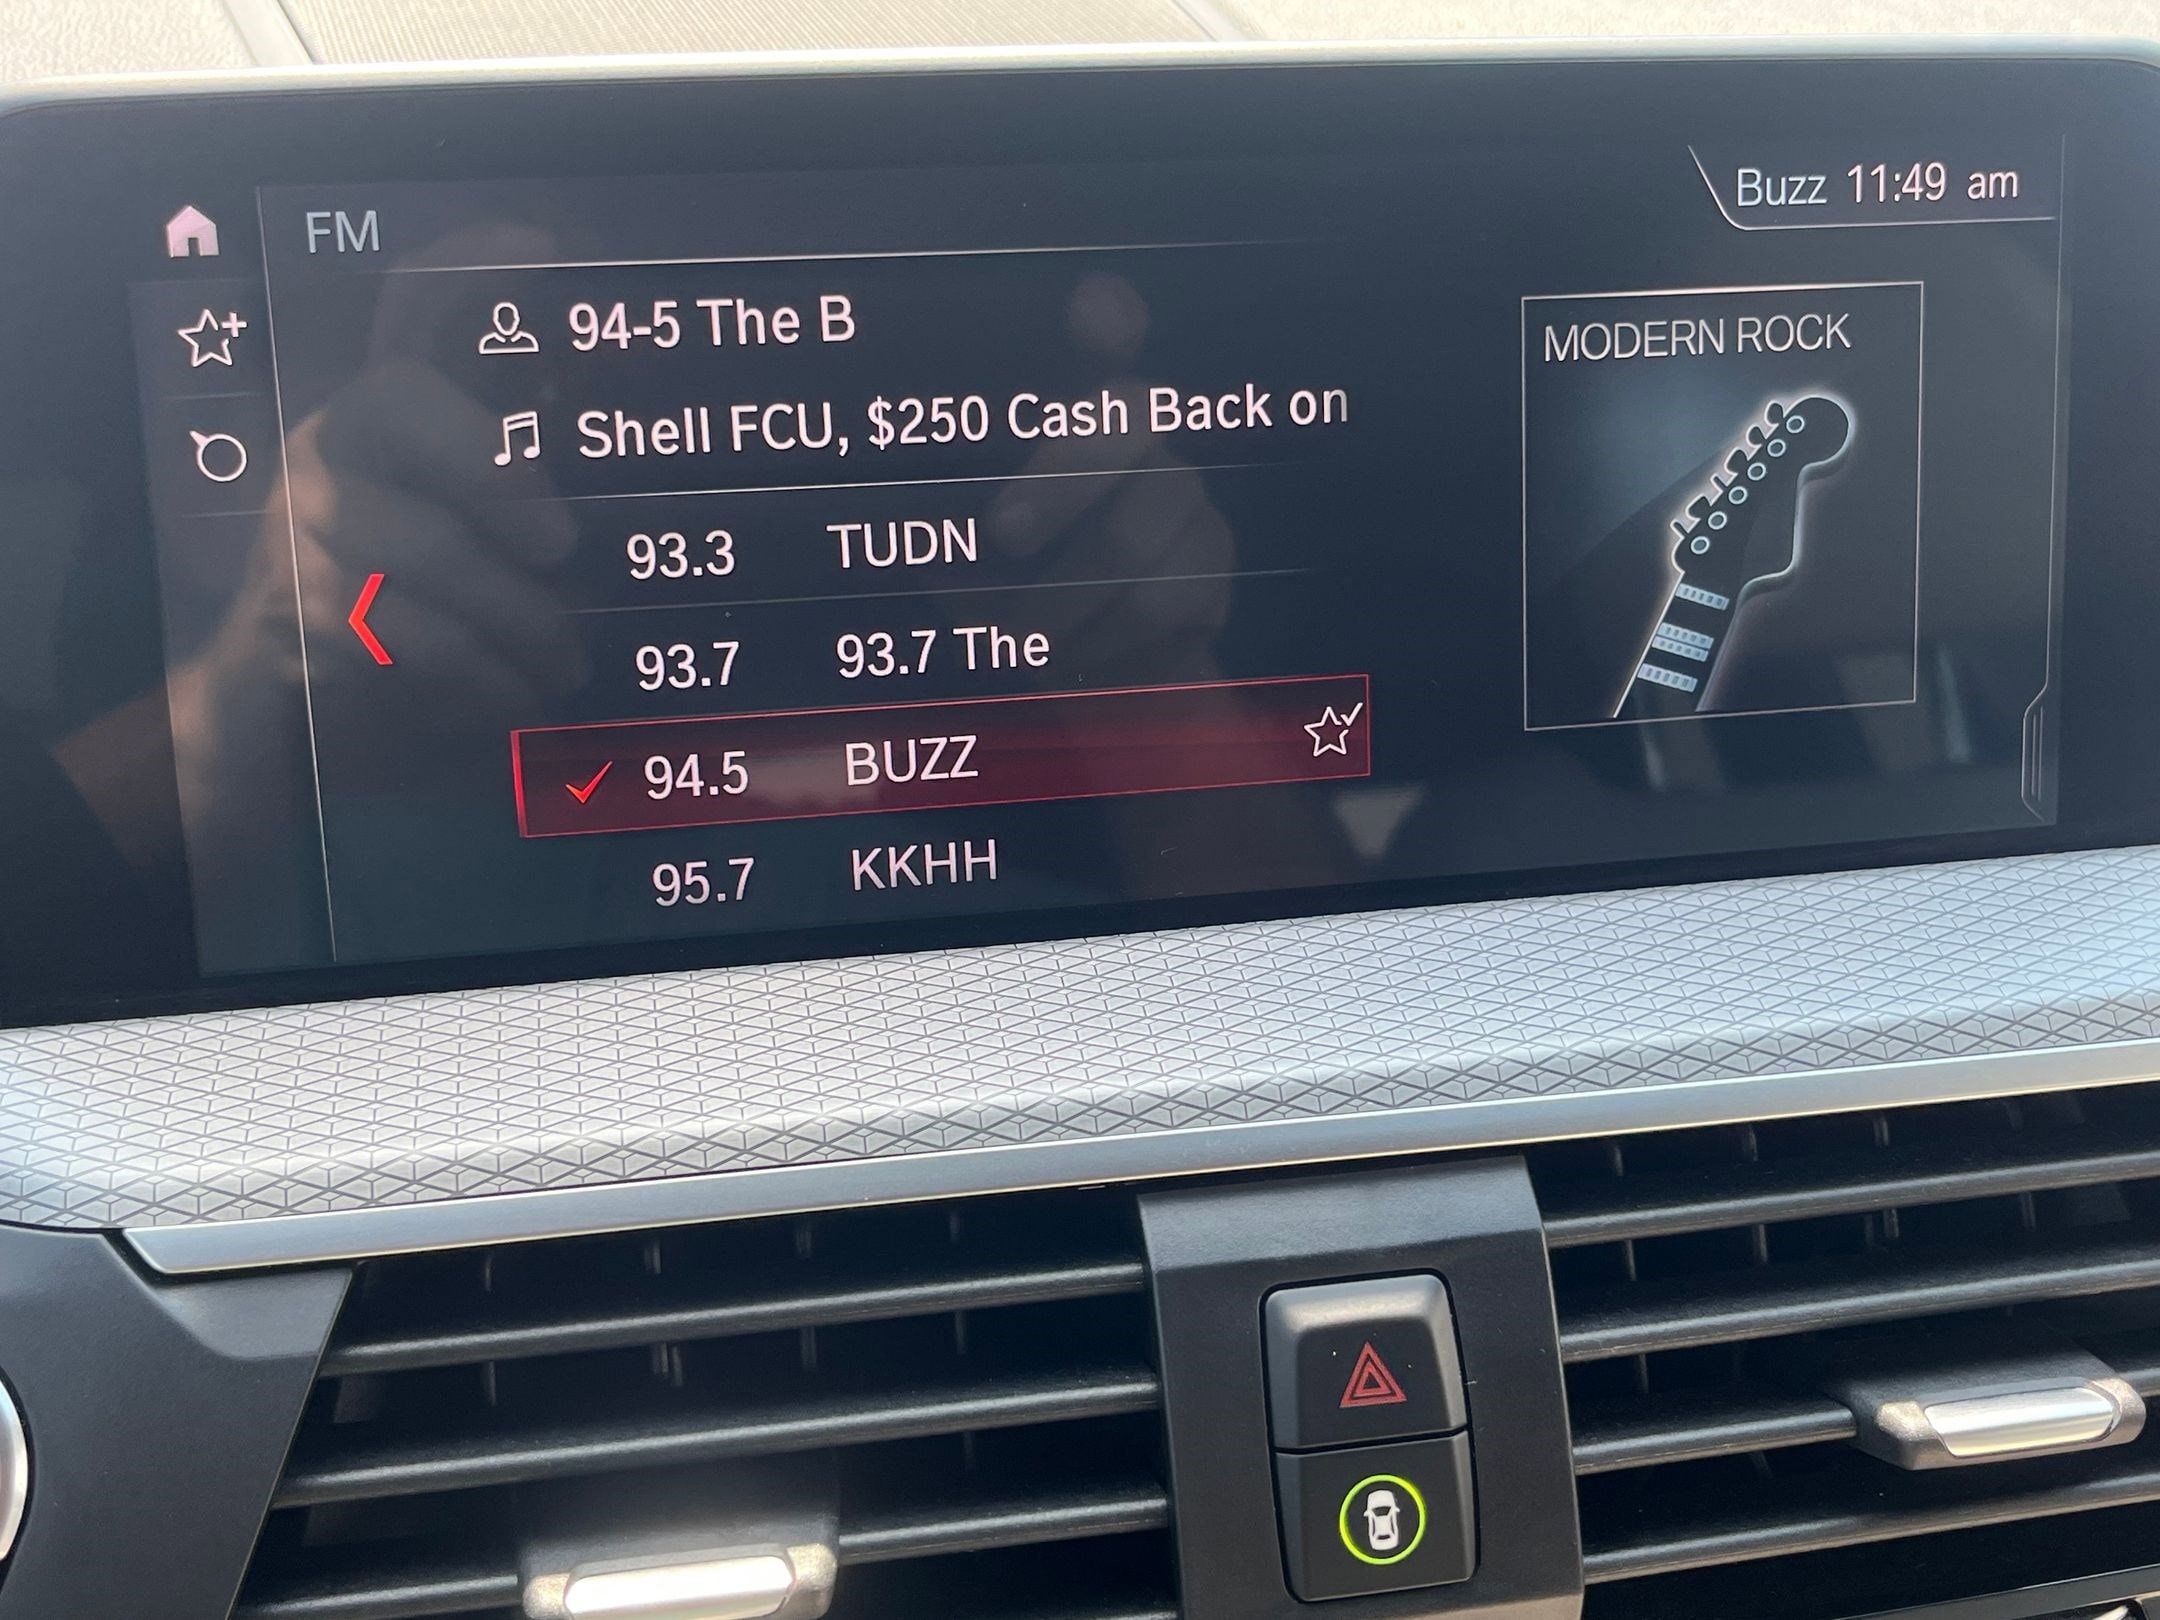 Buzz 11:49 am
FM
94-5 The B
Shell FCU, $250 Cash Back on
93.3 TUDN
93.7 93.7 The
94.5 BUZZ
95.7 KKHH
MODERN ROCK